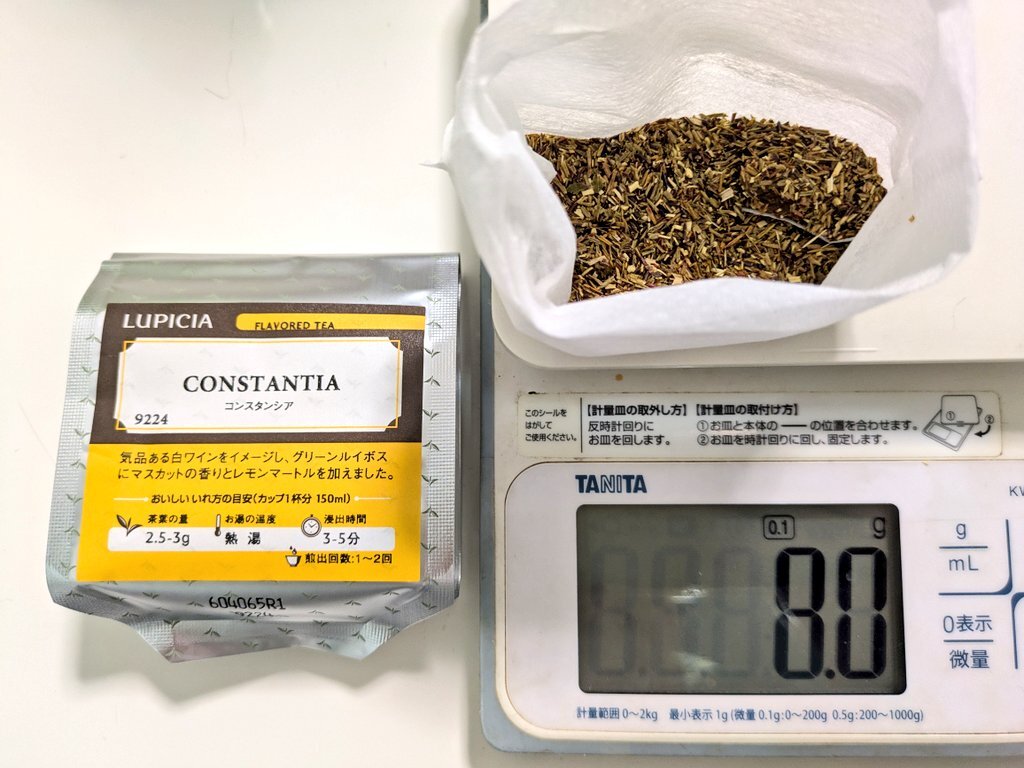 LUPICIA
FLAVORED TEA
CONSTANTIA
コンスタンシア
9224
気品ある白ワインをイメージし、グリーンルイボス
にマスカットの香りとレモンマートルを加えました。
おいしいいれ方の目安(カップ1杯分 150ml)
茶葉の量 お湯の温度 浸出時間
2.5-3g 熱湯 3-5分
煎出回数:1〜2回
604065R1
9224
このシールを
はがして
ご使用ください。
【計量皿の取外し方】
反時計回りに
お皿を回します。
【計量皿の取付け方】
①お皿と本体の ― の位置を合わせます。
②お皿を時計回りに回し、固定します。
① ②
TANITA
0.1 g
8.0
計量範囲 0〜2kg 最小表示 1g (微量 0.1g:0〜200g 0.5g:200〜1000g)
g
mL
0表示
微量